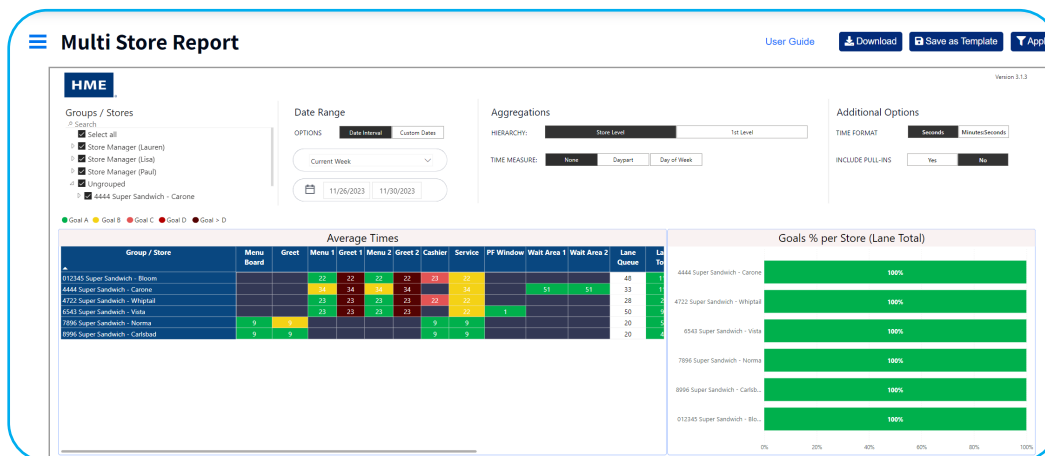 Multi Store Report
User Guide
Download
Save as Template
Appl
Version 3.1.3
HME
Groups / Stores
Search
Select all
Store Manager (Lauren)
Store Manager (Lisa)
Store Manager (Paul)
Ungrouped
4444 Super Sandwich - Carone
Date Range
OPTIONS Date Interval Custom Dates
Current Week
11/26/2023 11/30/2023
Aggregations
HIERARCHY: Store Level 1st Level
TIME MEASURE: None Daypart Day of Week
Additional Options
TIME FORMAT Seconds Minutes:Seconds
INCLUDE PULL-INS Yes No
Goal A Goal B Goal C Goal D Goal > D
Average Times
Group / Store Menu Board Greet Menu 1 Greet 1 Menu 2 Greet 2 Cashier Service PF Window Wait Area 1 Wait Area 2 Lane Queue
012345 Super Sandwich - Bloom 22 22 22 22 23 22 48
4444 Super Sandwich - Carone 34 34 34 34 34 51 51 33
4722 Super Sandwich - Whiptail 23 23 23 23 22 22 28
6543 Super Sandwich - Vista 23 23 23 23 22 1 50
7896 Super Sandwich - Norma 9 9 9 9 20
8996 Super Sandwich - Carlsbad 9 9 9 9 20
Goals % per Store (Lane Total)
4444 Super Sandwich - Carone 100%
4722 Super Sandwich - Whiptail 100%
6543 Super Sandwich - Vista 100%
7896 Super Sandwich - Norma 100%
8996 Super Sandwich - Carlsb... 100%
012345 Super Sandwich - Blo... 100%
0% 20% 40% 60% 80% 100%